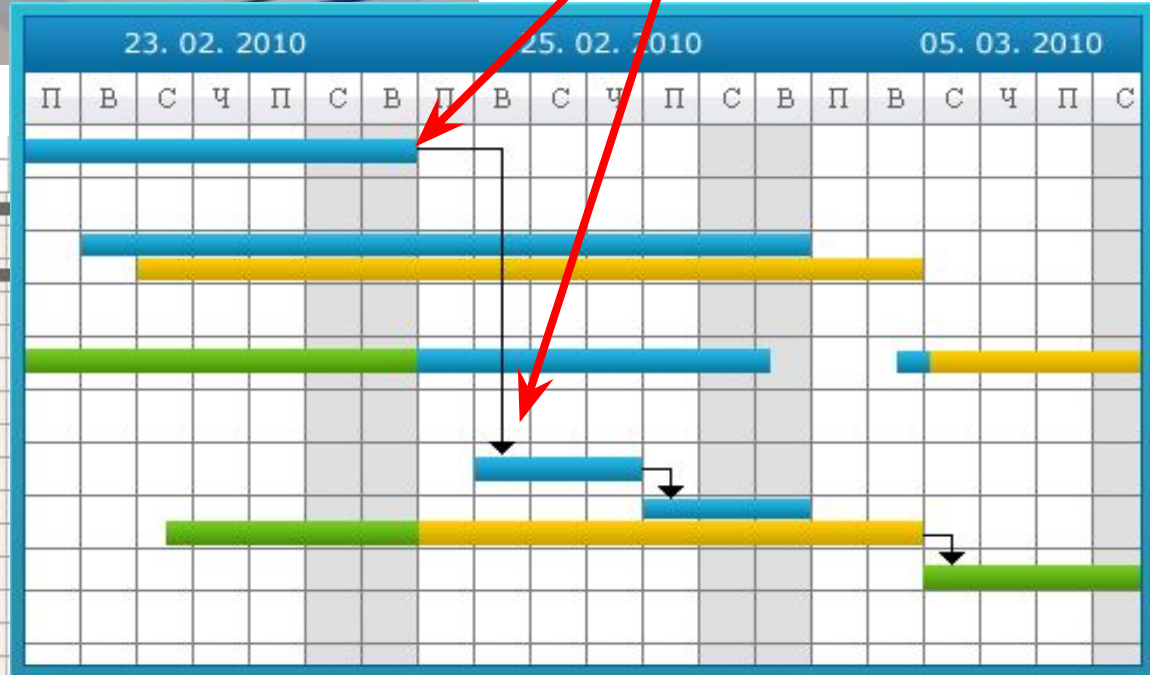 23. 02. 2010 25. 02. 2010 05. 03. 2010
П В С Ч П С В П В С Ч П С В П В С Ч П С